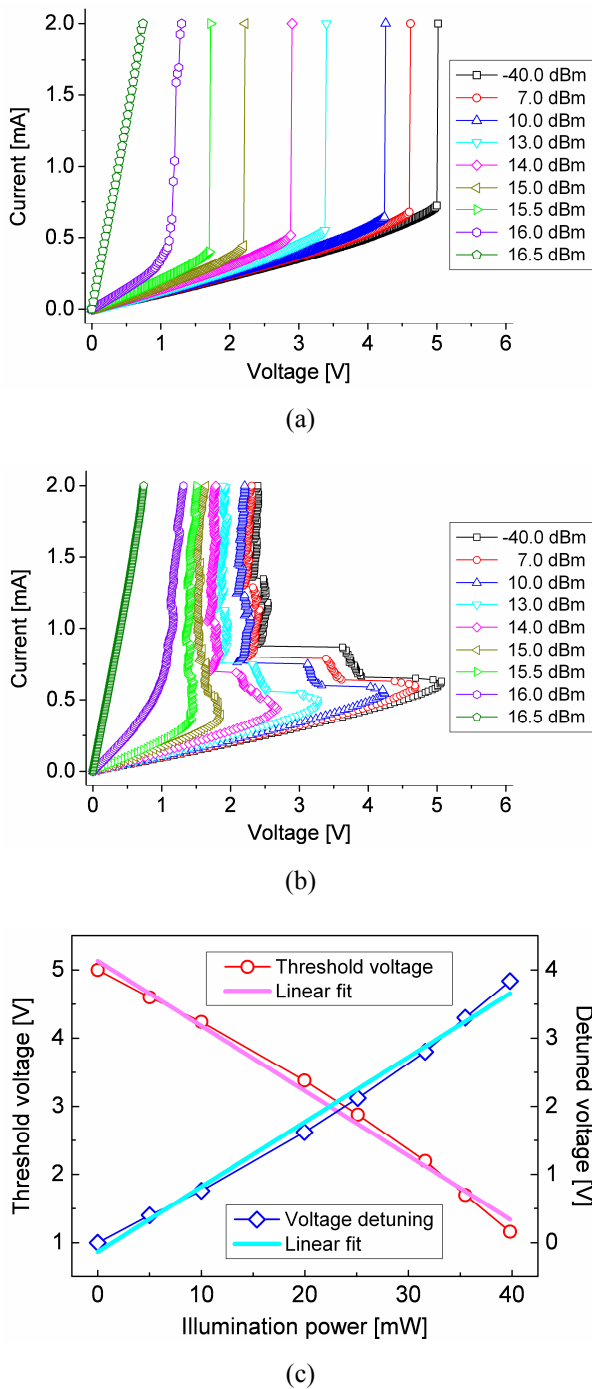 2.0
1.5
1.0
0.5
0.0
Current [mA]
-40.0 dBm
7.0 dBm
10.0 dBm
13.0 dBm
14.0 dBm
15.0 dBm
15.5 dBm
16.0 dBm
16.5 dBm
0 1 2 3 4 5 6
Voltage [V]
(a)
2.0
1.5
1.0
0.5
0.0
Current [mA]
-40.0 dBm
7.0 dBm
10.0 dBm
13.0 dBm
14.0 dBm
15.0 dBm
15.5 dBm
16.0 dBm
16.5 dBm
0 1 2 3 4 5 6
Voltage [V]
(b)
5
4
3
2
1
Threshold voltage [V]
Threshold voltage
Linear fit
Voltage detuning
Linear fit
4
3
2
1
0
Detuned voltage [V]
0 10 20 30 40
Illumination power [mW]
(c)